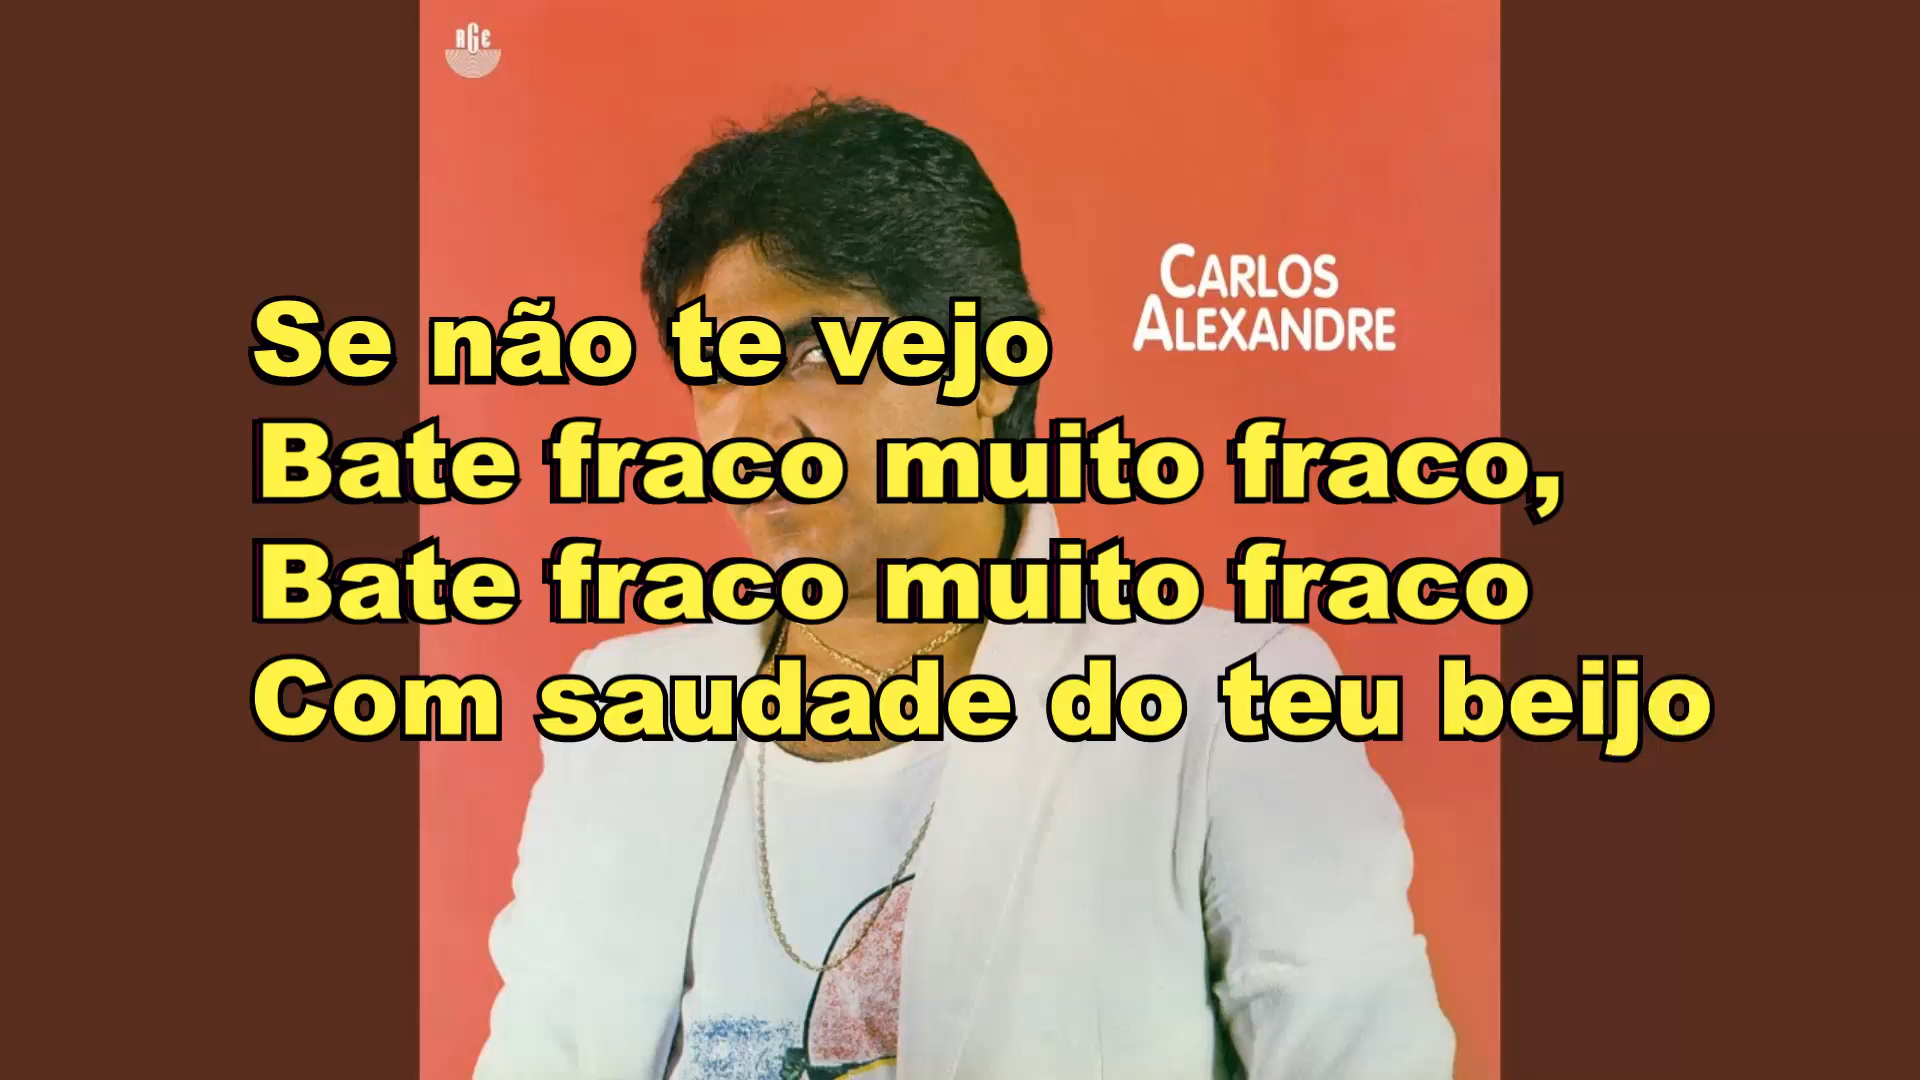 RGE
CARLOS
ALEXANDRE
Se não te vejo
Bate fraco muito fraco,
Bate fraco muito fraco
Com saudade do teu beijo